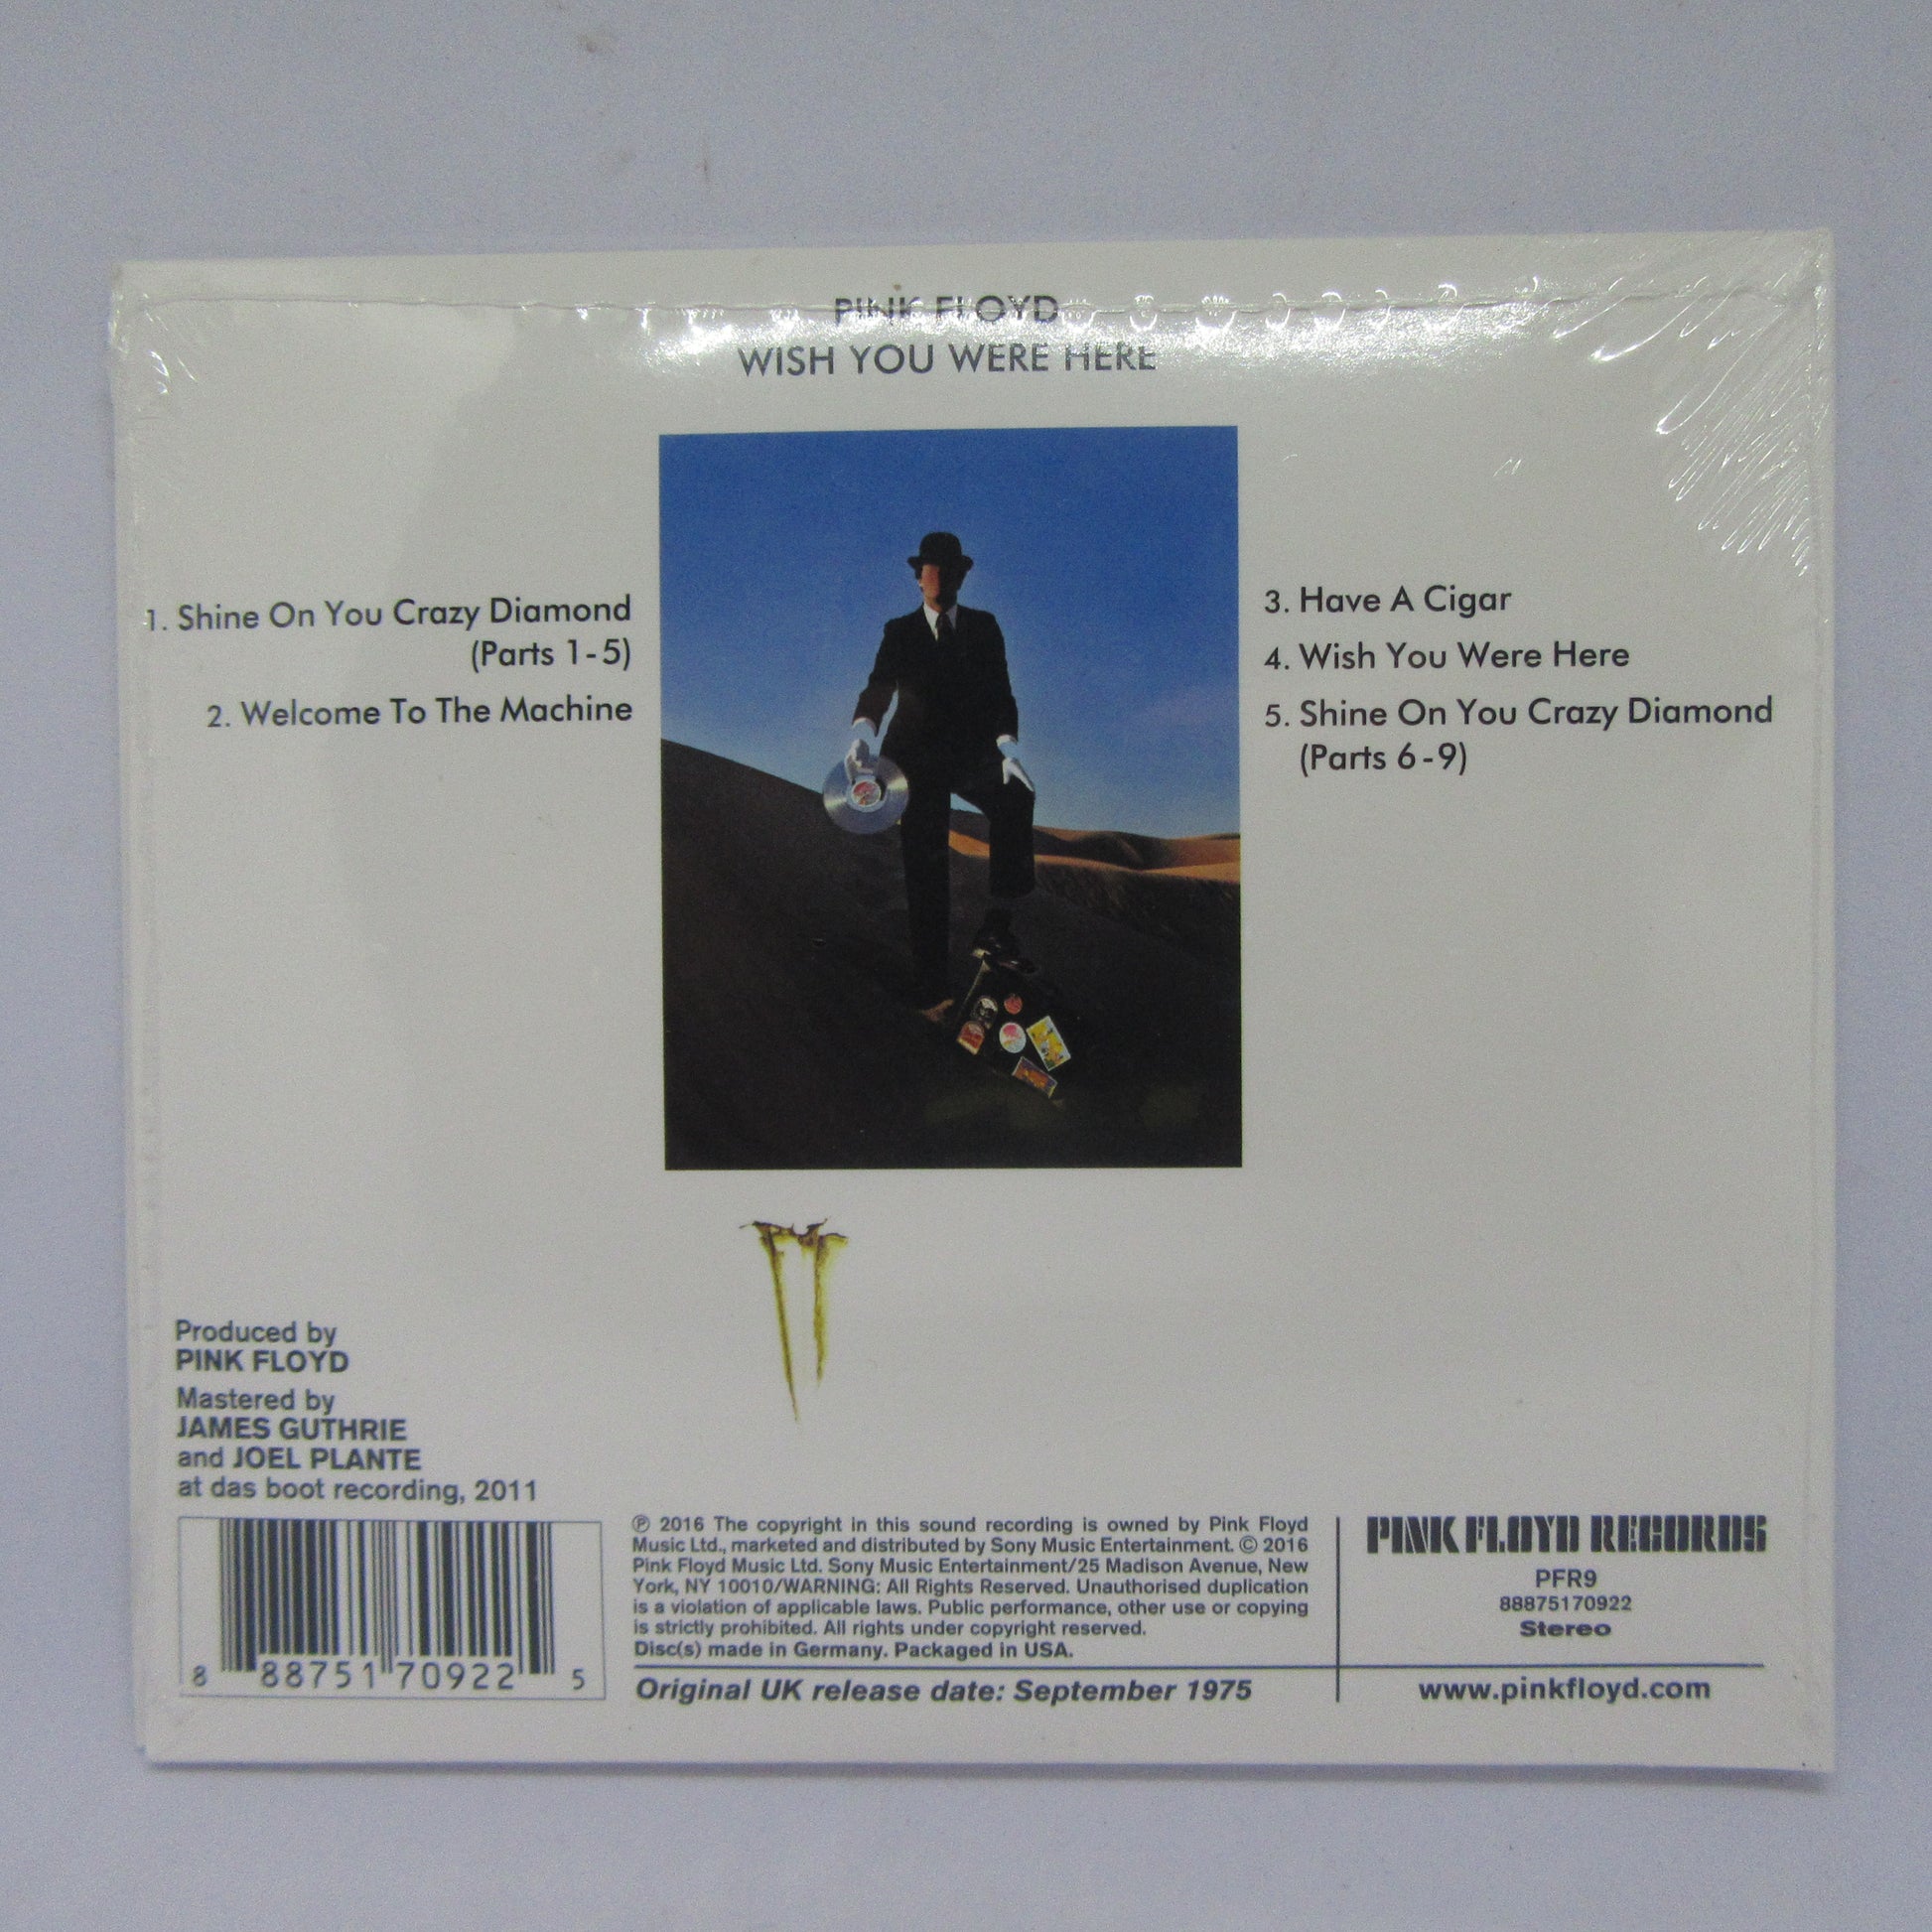 PINK FLOYD
WISH YOU WERE HERE
1. Shine On You Crazy Diamond
(Parts 1-5)
2. Welcome To The Machine
3. Have A Cigar
4. Wish You Were Here
5. Shine On You Crazy Diamond
(Parts 6-9)
Produced by
PINK FLOYD
Mastered by
JAMES GUTHRIE
and JOEL PLANTE
at das boot recording, 2011
8 88751 70922 5
℗ 2016 The copyright in this sound recording is owned by Pink Floyd
Music Ltd., marketed and distributed by Sony Music Entertainment. © 2016
Pink Floyd Music Ltd. Sony Music Entertainment/25 Madison Avenue, New
York, NY 10010/WARNING: All Rights Reserved. Unauthorised duplication
is a violation of applicable laws. Public performance, other use or copying
is strictly prohibited. All rights under copyright reserved.
Disc(s) made in Germany. Packaged in USA.
Original UK release date: September 1975
PINK FLOYD RECORDS
PFR9
88875170922
Stereo
www.pinkfloyd.com